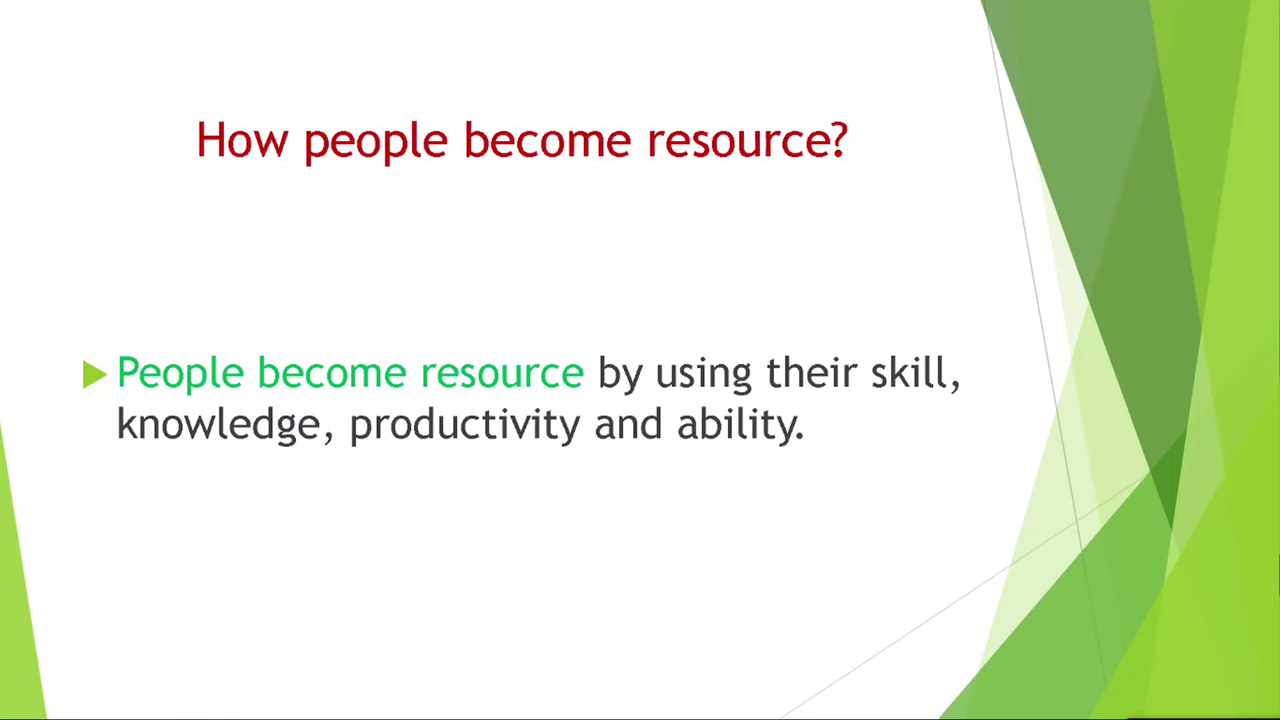 How people become resource?
People become resource by using their skill,
knowledge, productivity and ability.